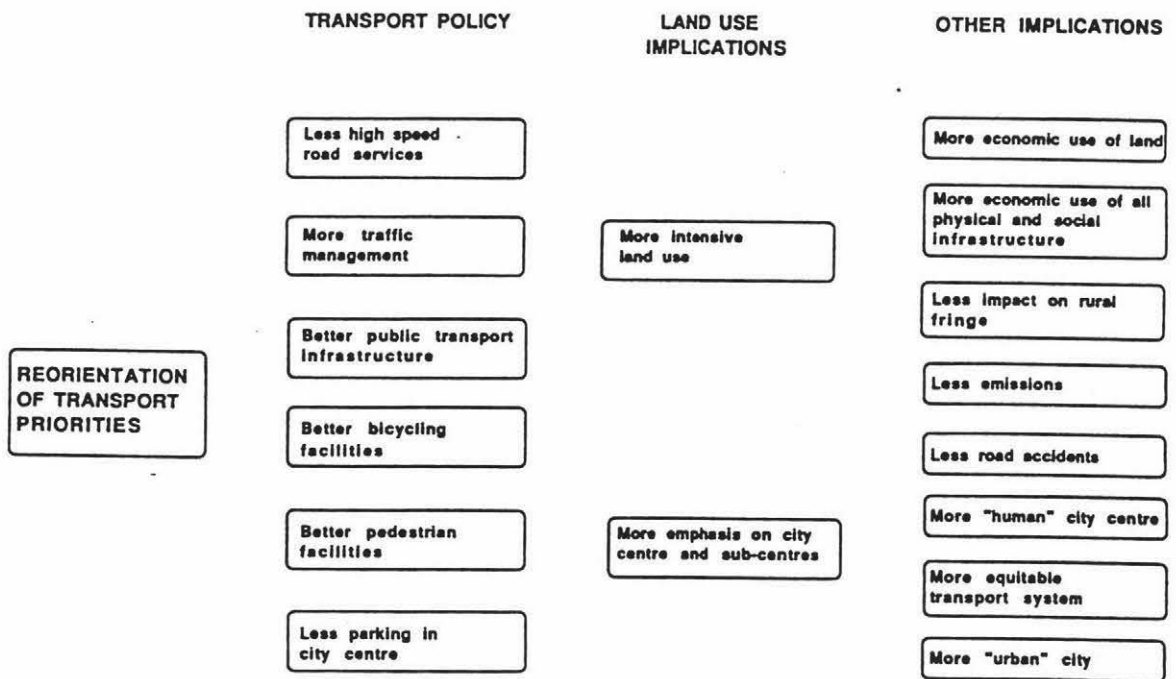 TRANSPORT POLICY
LAND USE
IMPLICATIONS
OTHER IMPLICATIONS
REORIENTATION
OF TRANSPORT
PRIORITIES
Less high speed
road services
More traffic
management
Better public transport
infrastructure
Better bicycling
facilities
Better pedestrian
facilities
Less parking in
city centre
More intensive
land use
More emphasis on city
centre and sub-centres
More economic use of land
More economic use of all
physical and social
infrastructure
Less impact on rural
fringe
Less emissions
Less road accidents
More "human" city centre
More equitable
transport system
More "urban" city